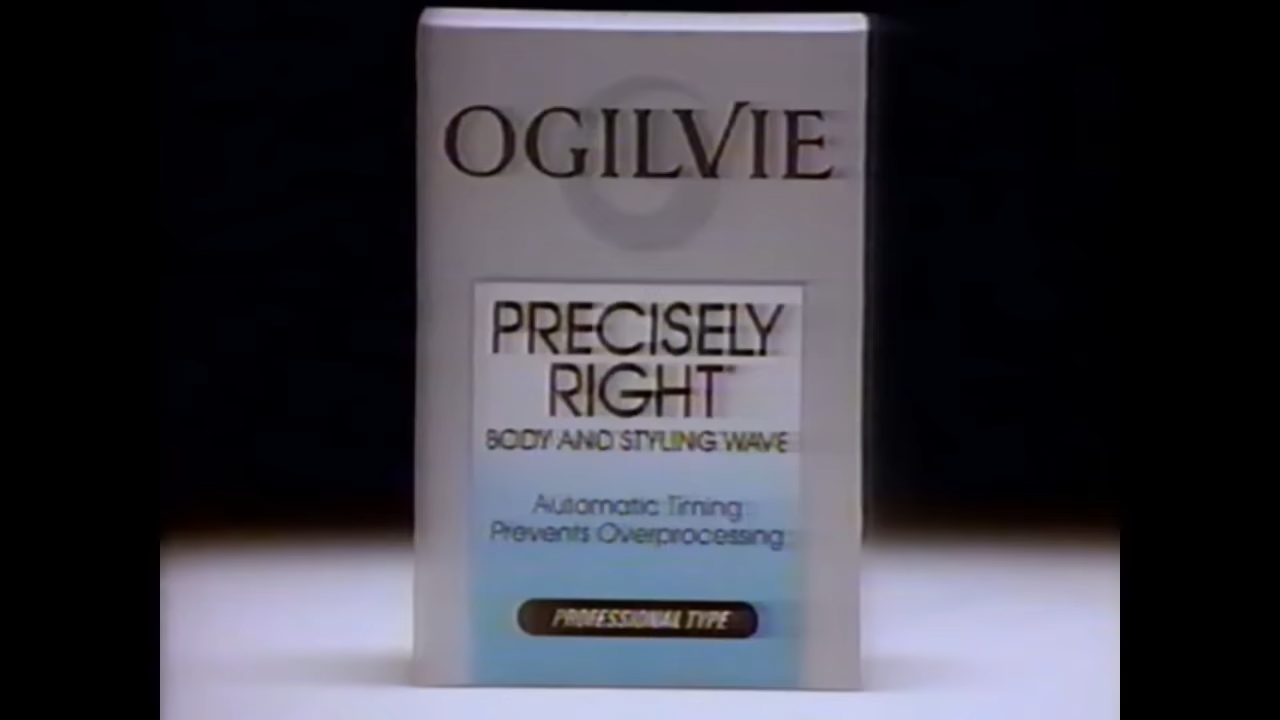 OGILVIE
PRECISELY
RIGHT
BODY AND STYLING WAVE
Automatic Timing
Prevents Overprocessing
PROFESSIONAL TYPE